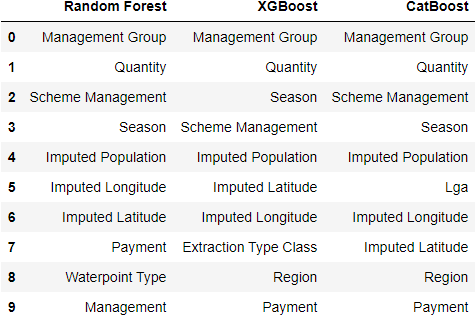 Random Forest XGBoost CatBoost
0 Management Group Management Group Management Group
1 Quantity Quantity Quantity
2 Scheme Management Season Scheme Management
3 Season Scheme Management Season
4 Imputed Population Imputed Population Imputed Population
5 Imputed Longitude Imputed Latitude Lga
6 Imputed Latitude Imputed Longitude Imputed Longitude
7 Payment Extraction Type Class Imputed Latitude
8 Waterpoint Type Region Region
9 Management Payment Payment